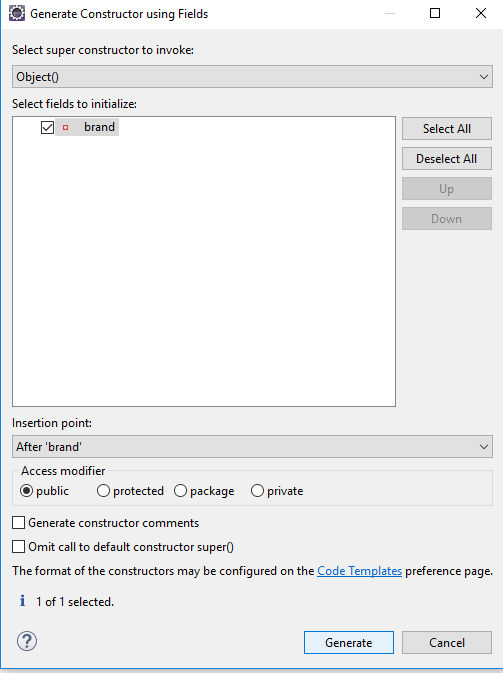 Generate Constructor using Fields
Select super constructor to invoke:
Object()
Select fields to initialize:
brand
Select All
Deselect All
Up
Down
Insertion point:
After 'brand'
Access modifier
public protected package private
Generate constructor comments
Omit call to default constructor super()
The format of the constructors may be configured on the Code Templates preference page.
i 1 of 1 selected.
? Generate Cancel